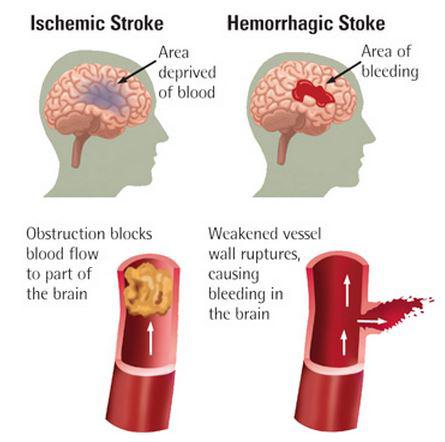 Ischemic Stroke
Area
deprived
of blood
Hemorrhagic Stoke
Area of
bleeding
Obstruction blocks
blood flow
to part of
the brain
Weakened vessel
wall ruptures,
causing
bleeding in
the brain